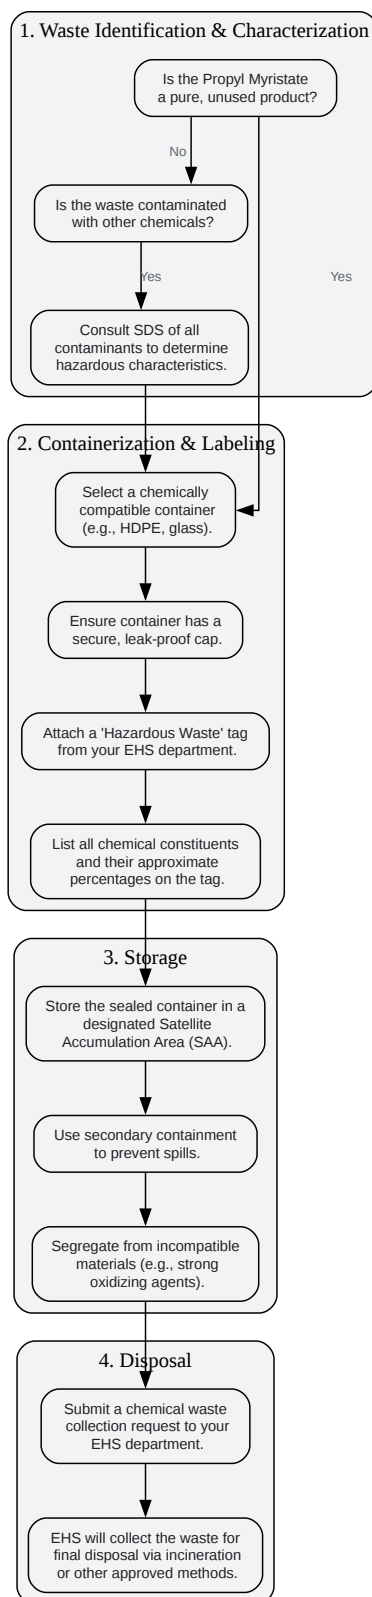 1. Waste Identification & Characterization
Is the Propyl Myristate
a pure, unused product?
No
Is the waste contaminated
with other chemicals?
Yes
Yes
Consult SDS of all
contaminants to determine
hazardous characteristics.
2. Containerization & Labeling
Select a chemically
compatible container
(e.g., HDPE, glass).
Ensure container has a
secure, leak-proof cap.
Attach a 'Hazardous Waste' tag
from your EHS department.
List all chemical constituents
and their approximate
percentages on the tag.
3. Storage
Store the sealed container in a
designated Satellite
Accumulation Area (SAA).
Use secondary containment
to prevent spills.
Segregate from incompatible
materials (e.g., strong
oxidizing agents).
4. Disposal
Submit a chemical waste
collection request to your
EHS department.
EHS will collect the waste for
final disposal via incineration
or other approved methods.